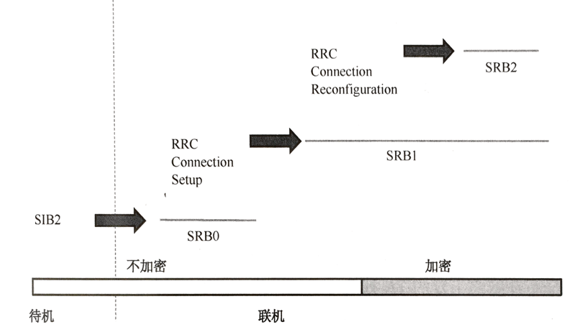 RRC
Connection
Reconfiguration
SRB2
RRC
Connection
Setup
SRB1
SIB2
SRB0
不加密
加密
待机
联机